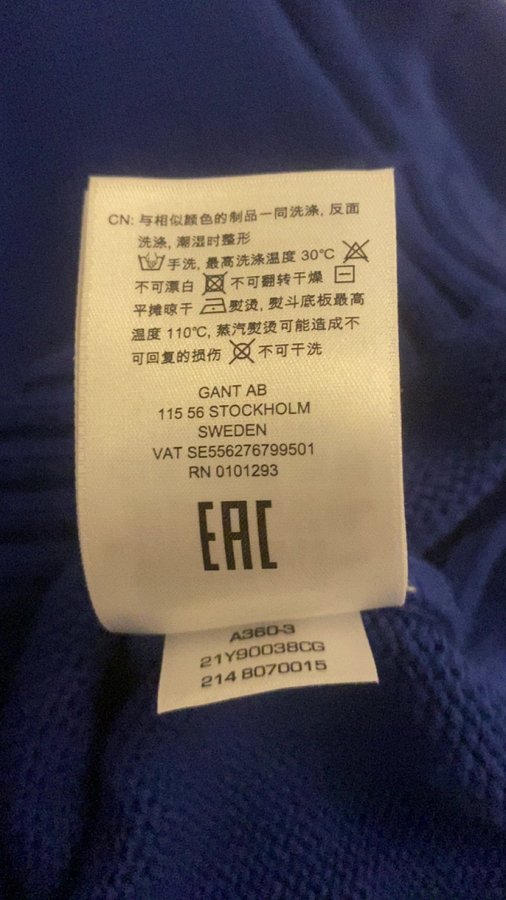 CN: 与相似颜色的制品一同洗涤, 反面
洗涤, 潮湿时整形
手洗, 最高洗涤温度 30℃
不可漂白 不可翻转干燥
平摊晾干 熨烫, 熨斗底板最高
温度 110℃, 蒸汽熨烫可能造成不
可回复的损伤 不可干洗
GANT AB
115 56 STOCKHOLM
SWEDEN
VAT SE556276799501
RN 0101293
EAC
A360-3
21Y90038CG
214 8070015